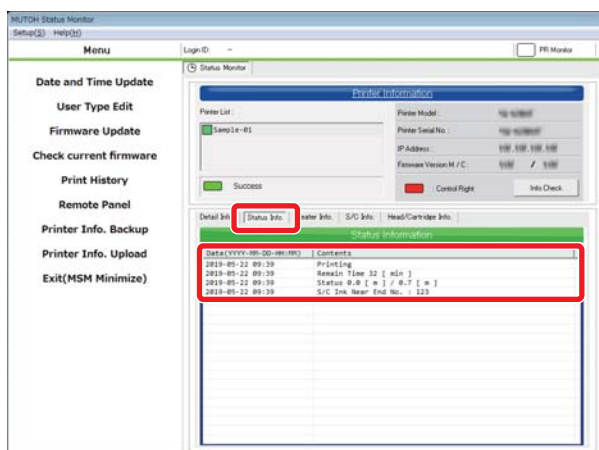 MUTOH Status Monitor
Setup(S) Help(H)
Menu
Login ID: -
PR Monitor
Status Monitor
Date and Time Update
User Type Edit
Firmware Update
Check current firmware
Print History
Remote Panel
Printer Info. Backup
Printer Info. Upload
Exit(MSM Minimize)
Printer Information
Printer List :
Sample-01
Success
Printer Model :
Printer Serial No. :
IP Address :
Firmware Version M / C : /
Control Right
Info.Check
Detail Info. Status Info. Heater Info. S/C Info. Head/Cartridge Info.
Status Information
Date(YYYY-MM-DD-HH:MM) Contents
2019-05-22 09:39 Printing
2019-05-22 09:39 Remain Time 32 [ min ]
2019-05-22 09:39 Status 0.0 [ m ] / 0.7 [ m ]
2019-05-22 09:39 S/C Ink Near End No. : 123